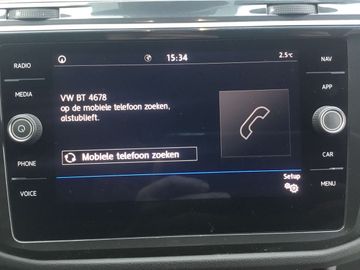 15:34
2.5°C
RADIO
NAV
MEDIA
APP
VW BT 4678
op de mobiele telefoon zoeken,
alstublieft.
PHONE
Mobiele telefoon zoeken
CAR
VOICE
Setup
MENU